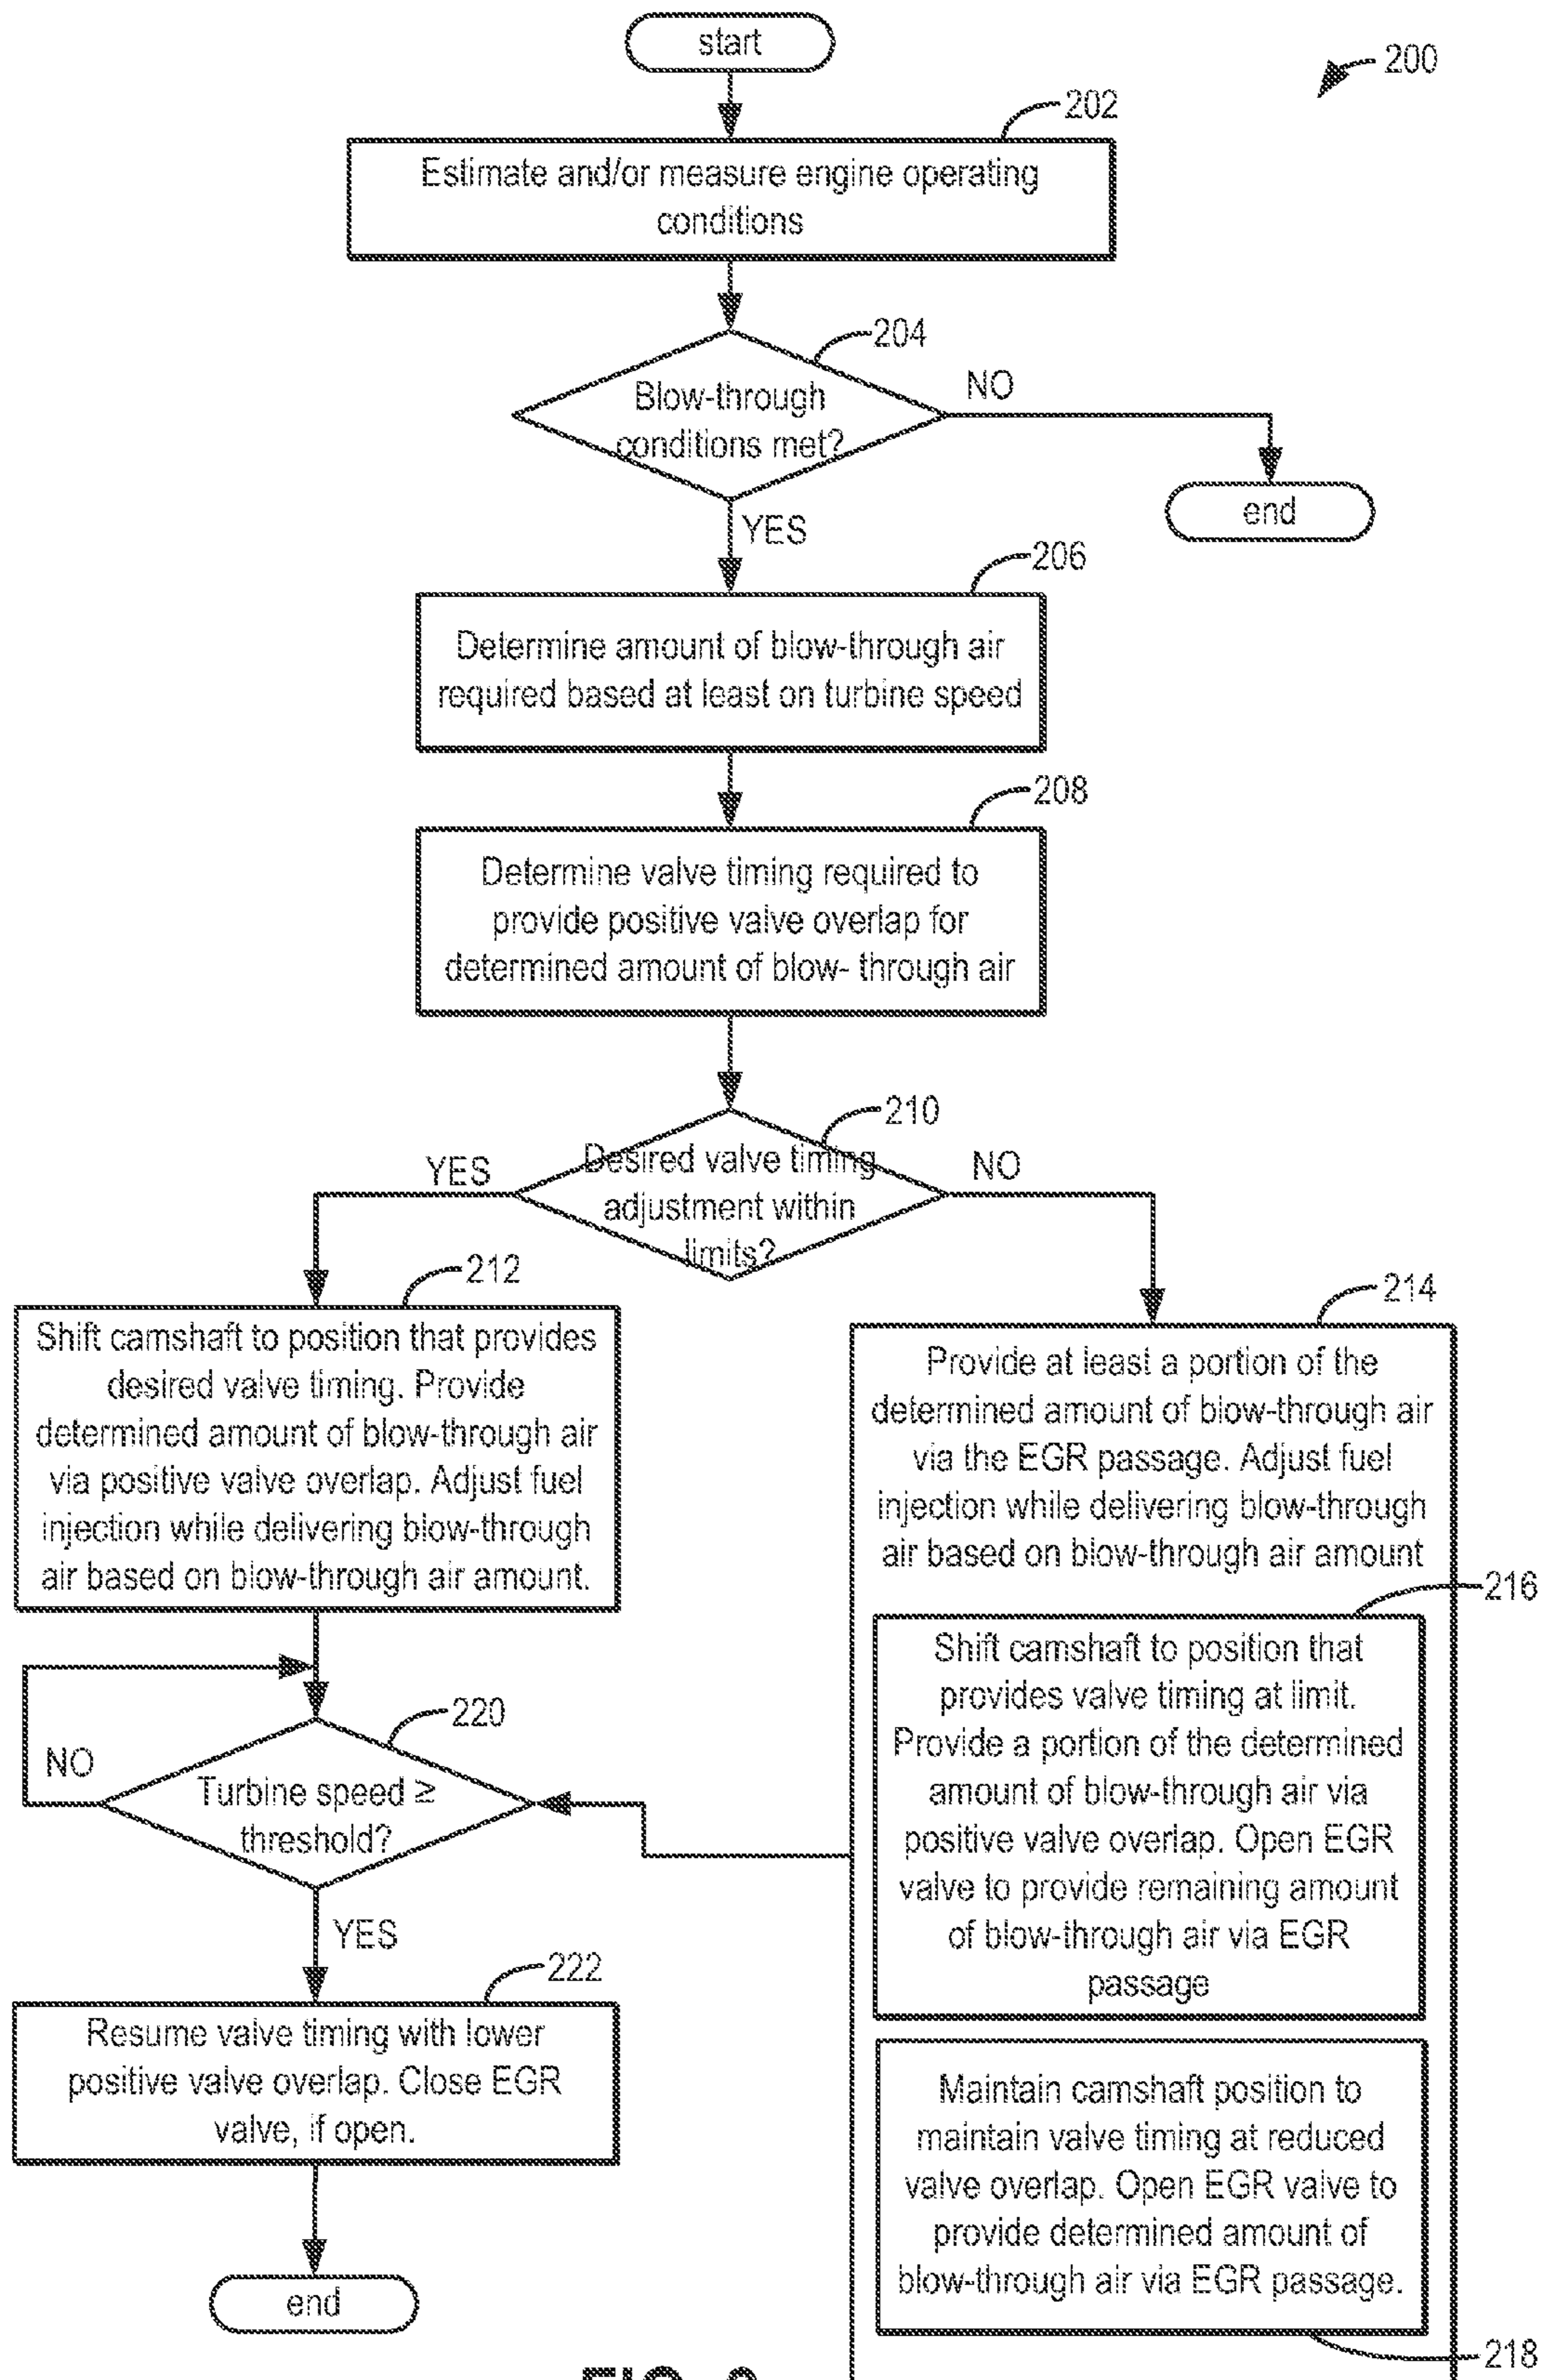 start
200
202
Estimate and/or measure engine operating
conditions
204
Blow-through
conditions met?
NO
end
YES
206
Determine amount of blow-through air
required based at least on turbine speed
208
Determine valve timing required to
provide positive valve overlap for
determined amount of blow- through air
210
Desired valve timing
adjustment within
limits?
YES
NO
212
Shift camshaft to position that provides
desired valve timing. Provide
determined amount of blow-through air
via positive valve overlap. Adjust fuel
injection while delivering blow-through
air based on blow-through air amount.
214
Provide at least a portion of the
determined amount of blow-through air
via the EGR passage. Adjust fuel
injection while delivering blow-through
air based on blow-through air amount
216
Shift camshaft to position that
provides valve timing at limit.
Provide a portion of the determined
amount of blow-through air via
positive valve overlap. Open EGR
valve to provide remaining amount
of blow-through air via EGR
passage
220
NO
Turbine speed ≥
threshold?
YES
222
Resume valve timing with lower
positive valve overlap. Close EGR
valve, if open.
end
Maintain camshaft position to
maintain valve timing at reduced
valve overlap. Open EGR valve to
provide determined amount of
blow-through air via EGR passage.
218